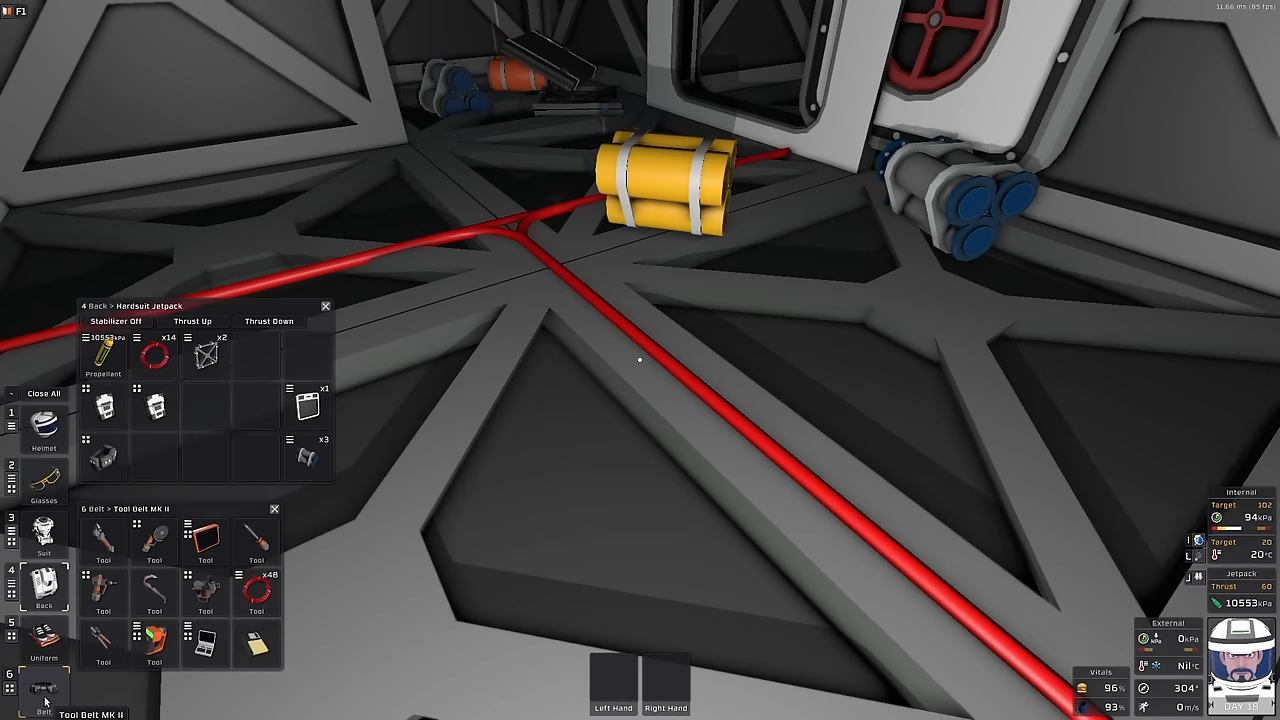 F1
11.66 ms (85 fps)
4 Back > Hardsuit Jetpack
Stabilizer Off Thrust Up Thrust Down
10553kPa x14 x2
Propellant
x1
x3
Close All
1
Helmet
2
Glasses
3
Suit
4
Back
5
Uniform
6
Belt
Tool Belt MK II
6 Belt > Tool Belt MK II
Tool Tool Tool Tool
x48
Tool Tool Tool Tool
Tool Tool
Left Hand Right Hand
Internal
Target 102
94kPa
Target 20
20°C
Jetpack
Thrust 60
10553kPa
External
0kPa
Nil°C
304°
0m/s
Vitals
96%
93%
DAY 18